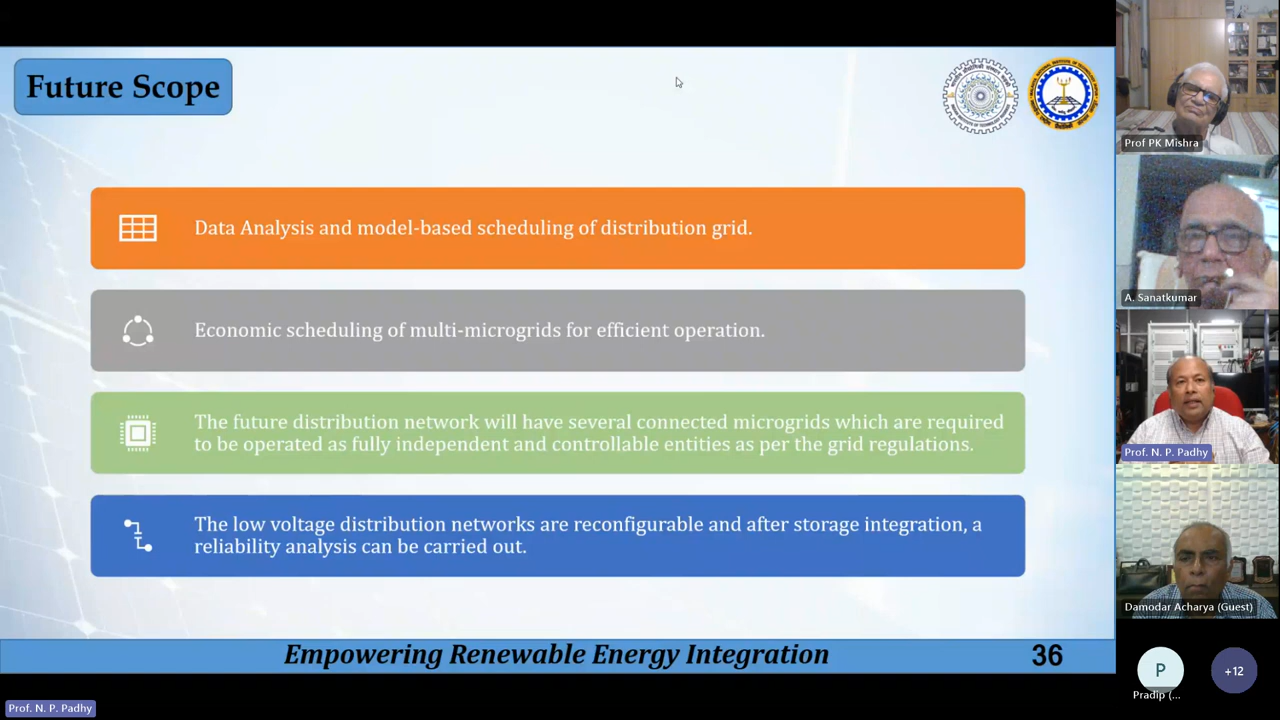 Future Scope
Data Analysis and model-based scheduling of distribution grid.
Economic scheduling of multi-microgrids for efficient operation.
The future distribution network will have several connected microgrids which are required
to be operated as fully independent and controllable entities as per the grid regulations.
The low voltage distribution networks are reconfigurable and after storage integration, a
reliability analysis can be carried out.
Empowering Renewable Energy Integration
36
Prof. N. P. Padhy
Prof PK Mishra
A. Sanatkumar
Prof. N. P. Padhy
Damodar Acharya (Guest)
P
Pradip (...
+12